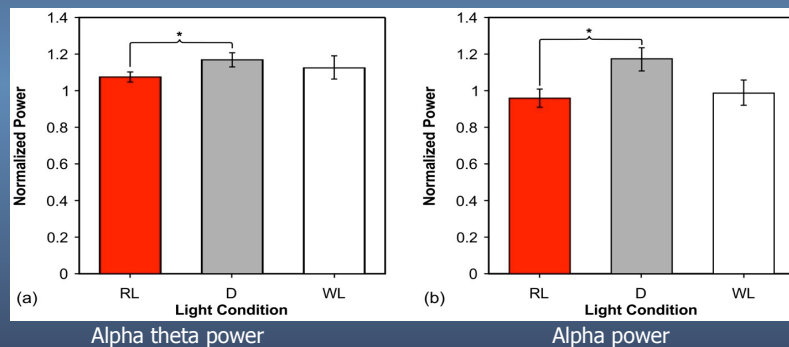 1.4
1.2
1
0.8
0.6
0.4
0.2
0
Normalized Power
*
RL
D
WL
(a)
Light Condition
Alpha theta power
1.4
1.2
1
0.8
0.6
0.4
0.2
0
Normalized Power
*
RL
D
WL
(b)
Light Condition
Alpha power